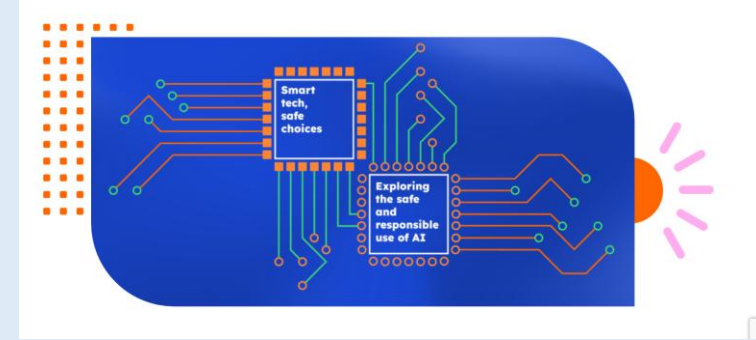 Smart
tech,
safe
choices
Exploring
the safe
and
responsible
use of AI